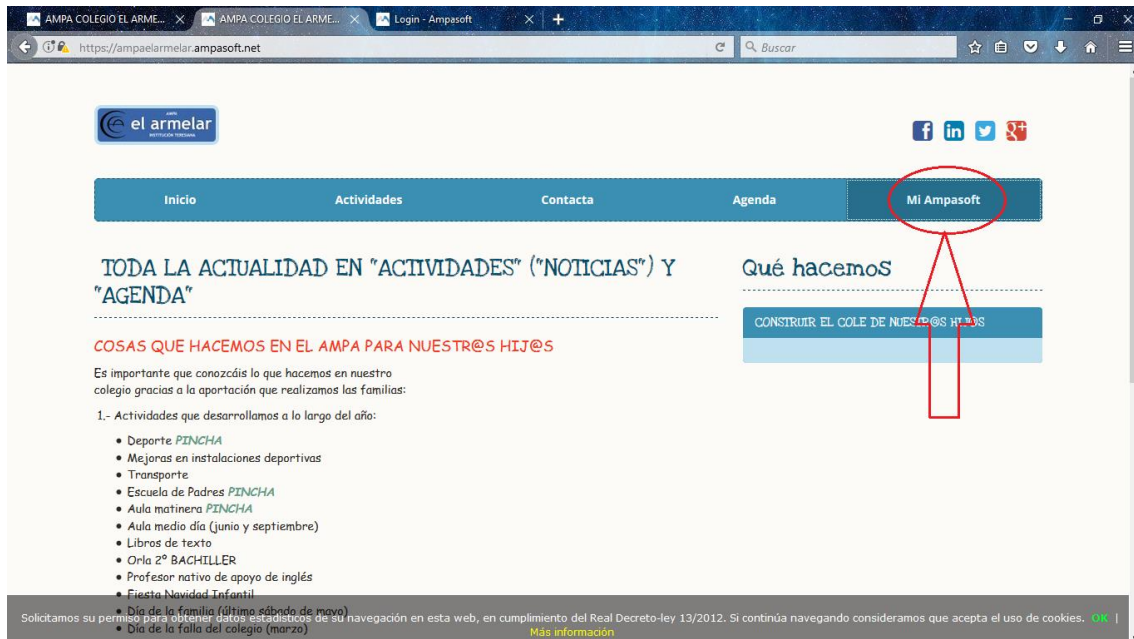 AMPA COLEGIO EL ARME...
AMPA COLEGIO EL ARME...
Login - Ampasoft
https://ampaelarmelar.ampasoft.net
Buscar
AMPA
el armelar
INSTITUCIÓN TERESIANA
Inicio
Actividades
Contacta
Agenda
Mi Ampasoft
TODA LA ACTUALIDAD EN "ACTIVIDADES" ("NOTICIAS") Y
"AGENDA"
Qué hacemos
CONSTRUIR EL COLE DE NUESTR@S HIJ@S
COSAS QUE HACEMOS EN EL AMPA PARA NUESTR@S HIJ@S
Es importante que conozcáis lo que hacemos en nuestro
colegio gracias a la aportación que realizamos las familias:
1.- Actividades que desarrollamos a lo largo del año:
• Deporte PINCHA
• Mejoras en instalaciones deportivas
• Transporte
• Escuela de Padres PINCHA
• Aula matinera PINCHA
• Aula medio día (junio y septiembre)
• Libros de texto
• Orla 2º BACHILLER
• Profesor nativo de apoyo de inglés
• Fiesta Navidad Infantil
• Día de la familia (último sábado de mayo)
• Día de la falla del colegio (marzo)
Solicitamos su permiso para obtener datos estadísticos de su navegación en esta web, en cumplimiento del Real Decreto-ley 13/2012. Si continúa navegando consideramos que acepta el uso de cookies. OK |
Más información